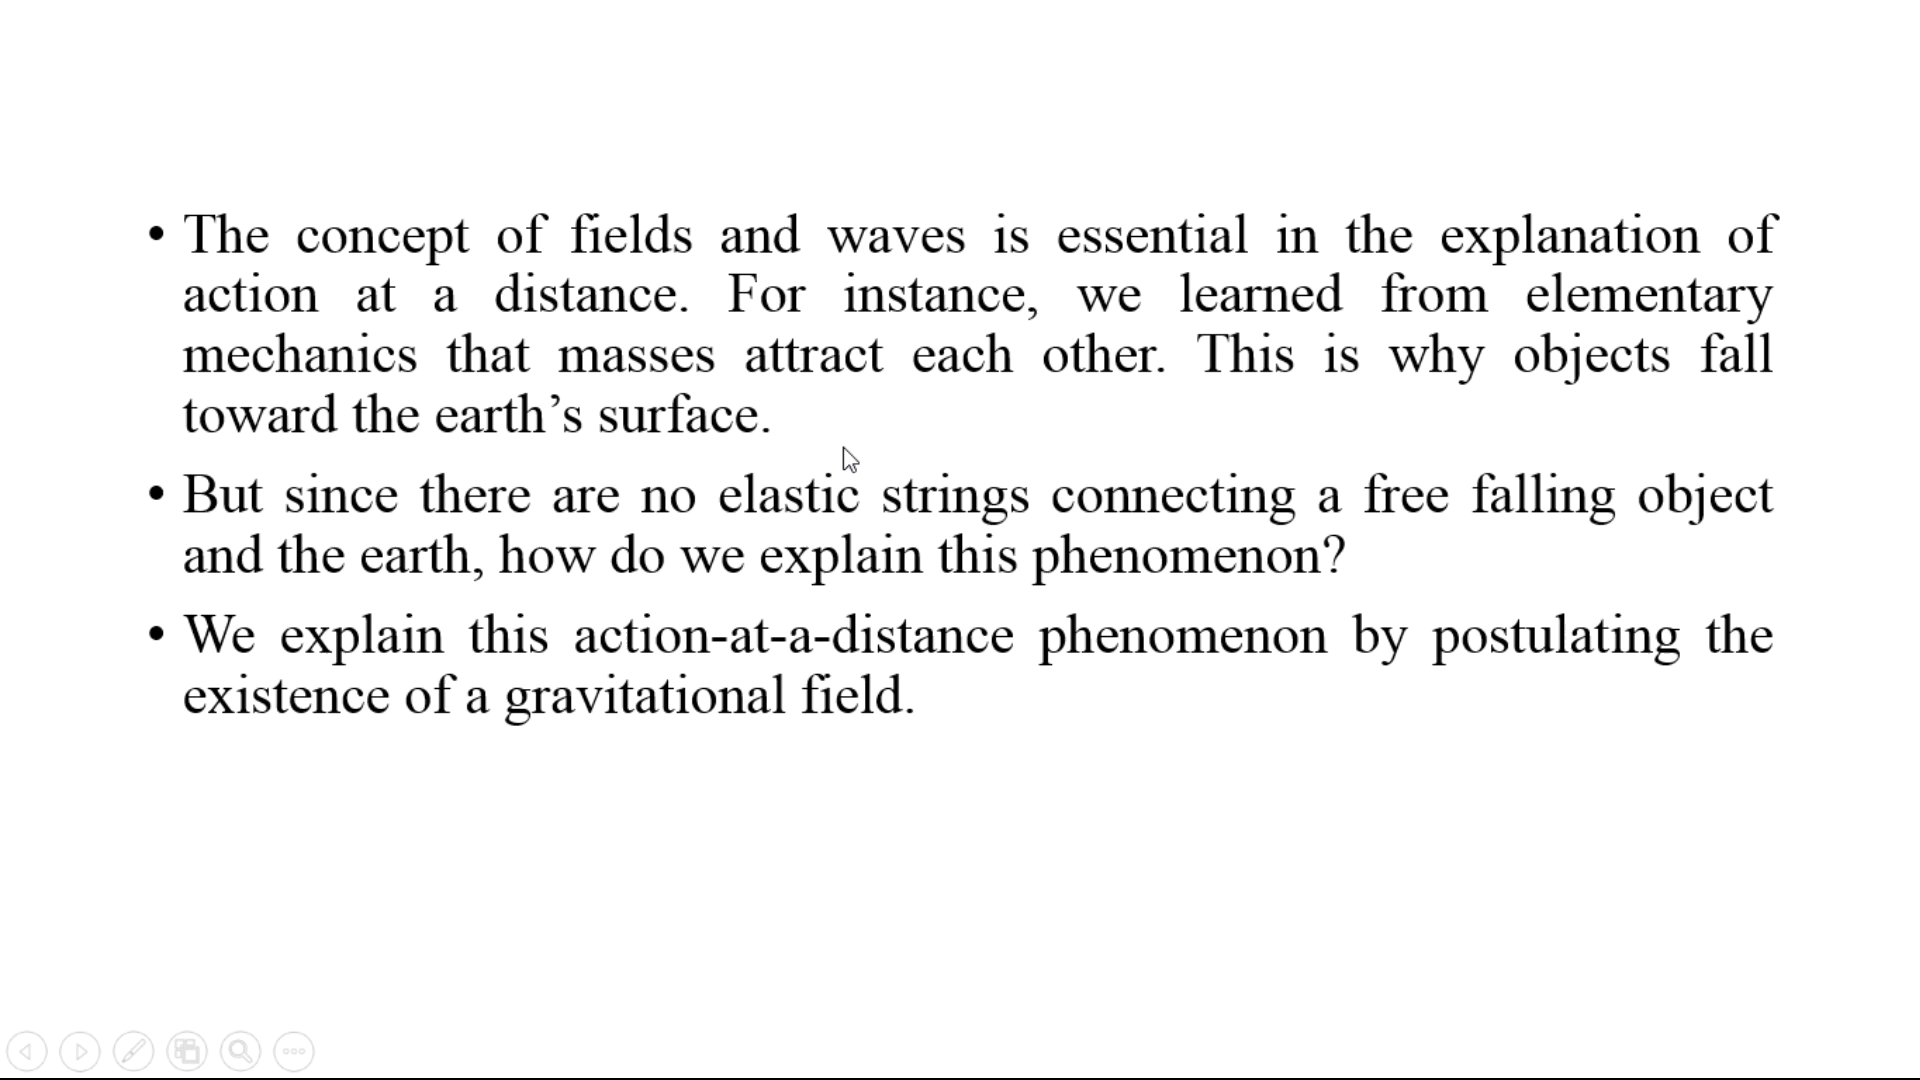 • The concept of fields and waves is essential in the explanation of
action at a distance. For instance, we learned from elementary
mechanics that masses attract each other. This is why objects fall
toward the earth’s surface.
• But since there are no elastic strings connecting a free falling object
and the earth, how do we explain this phenomenon?
• We explain this action-at-a-distance phenomenon by postulating the
existence of a gravitational field.